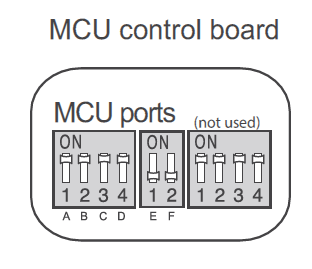 MCU control board
MCU ports (not used)
ON ON ON
1 2 3 4 1 2 1 2 3 4
A B C D E F